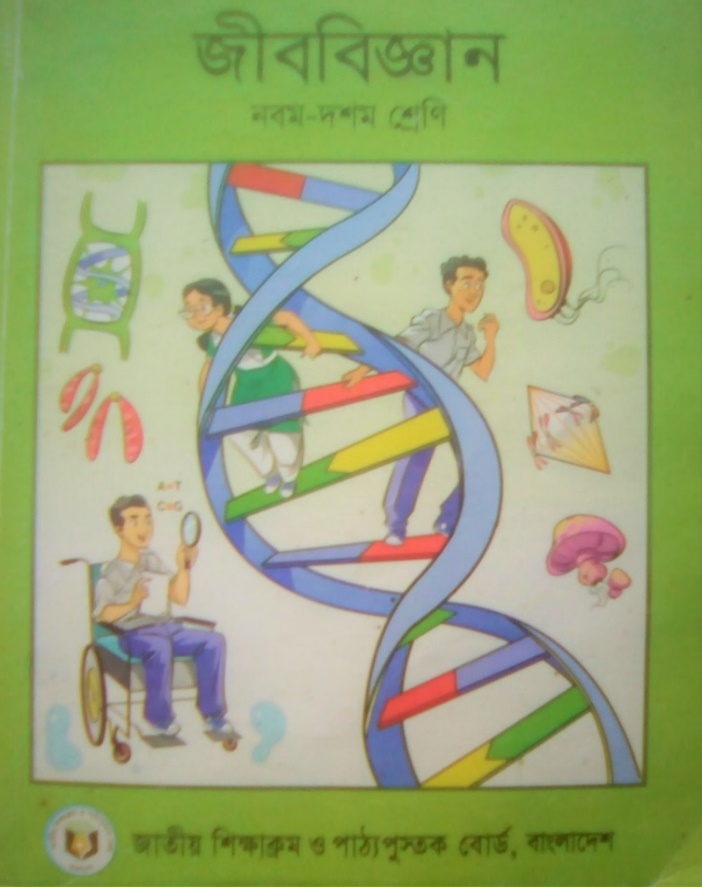 জীববিজ্ঞান
নবম-দশম শ্রেণি
A=T
C≡G
জাতীয় শিক্ষাক্রম ও পাঠ্যপুস্তক বোর্ড, বাংলাদেশ